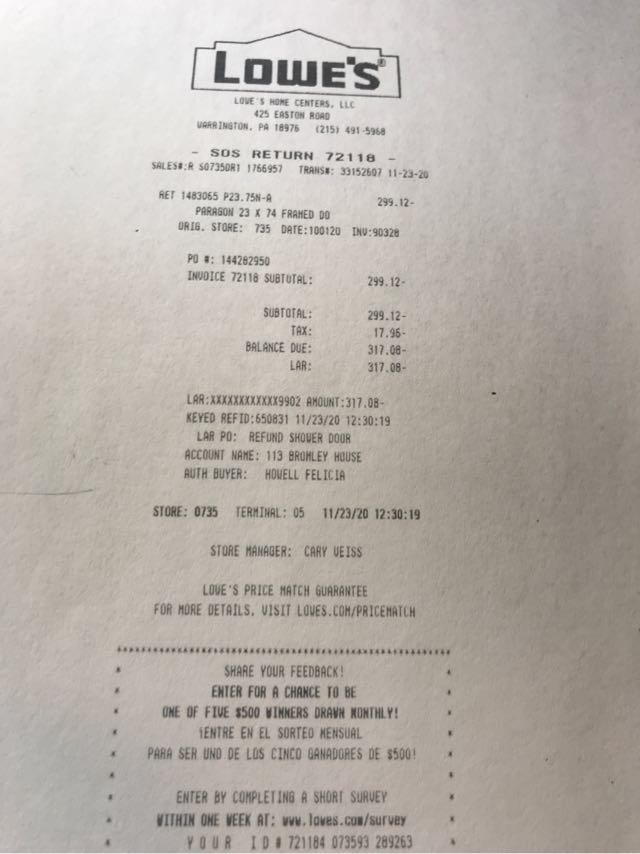 LOWE'S®
LOWE'S HOME CENTERS, LLC
425 EASTON ROAD
WARRINGTON, PA 18976 (215) 491-5968
- SOS RETURN 72118 -
SALES#:R S0735DR1 1766957 TRANS#: 33152607 11-23-20
RET 1483065 P23.75N-A 299.12-
PARAGON 23 X 74 FRAMED DO
ORIG. STORE: 735 DATE:100120 INV:90328
PO #: 144282950
INVOICE 72118 SUBTOTAL: 299.12-
SUBTOTAL: 299.12-
TAX: 17.96-
BALANCE DUE: 317.08-
LAR: 317.08-
LAR:XXXXXXXXXXXX9902 AMOUNT:317.08-
KEYED REFID:650831 11/23/20 12:30:19
LAR PO: REFUND SHOWER DOOR
ACCOUNT NAME: 113 BROMLEY HOUSE
AUTH BUYER: HOWELL FELICIA
STORE: 0735 TERMINAL: 05 11/23/20 12:30:19
STORE MANAGER: CARY WEISS
LOWE'S PRICE MATCH GUARANTEE
FOR MORE DETAILS, VISIT LOWES.COM/PRICEMATCH
SHARE YOUR FEEDBACK!
ENTER FOR A CHANCE TO BE
ONE OF FIVE $500 WINNERS DRAWN MONTHLY!
¡ENTRE EN EL SORTEO MENSUAL
PARA SER UNO DE LOS CINCO GANADORES DE $500!
ENTER BY COMPLETING A SHORT SURVEY
WITHIN ONE WEEK AT: www.lowes.com/survey
YOUR ID# 721184 073593 289263